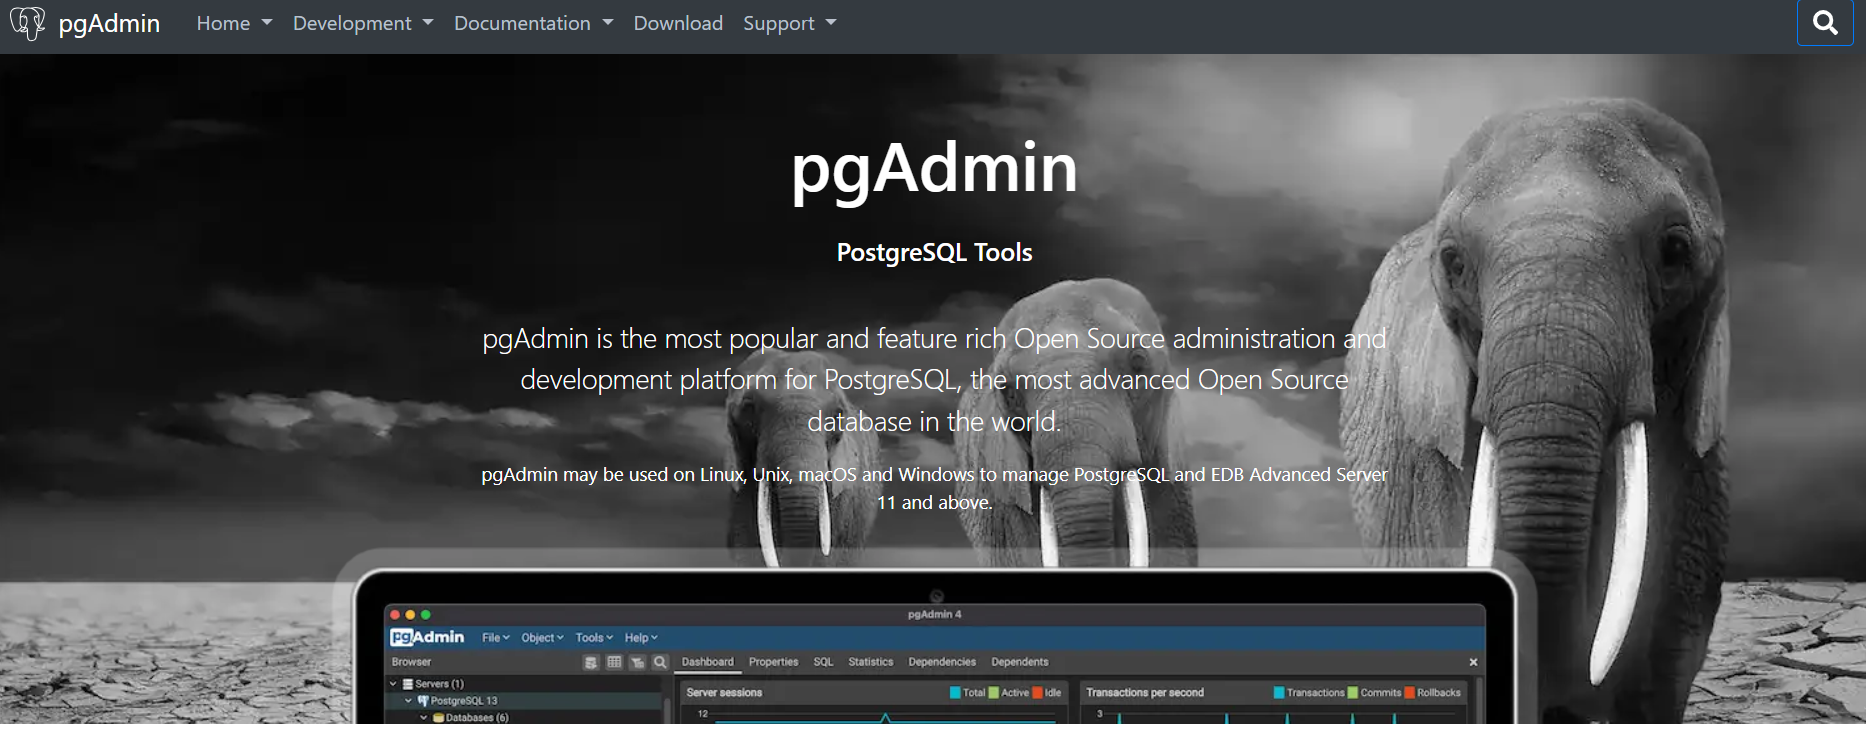 pgAdmin Home Development Documentation Download Support
pgAdmin
PostgreSQL Tools
pgAdmin is the most popular and feature rich Open Source administration and
development platform for PostgreSQL, the most advanced Open Source
database in the world.
pgAdmin may be used on Linux, Unix, macOS and Windows to manage PostgreSQL and EDB Advanced Server
11 and above.
pgAdmin 4
pgAdmin File Object Tools Help
Browser Dashboard Properties SQL Statistics Dependencies Dependents
Servers (1)
PostgreSQL 13
Databases (6)
Server sessions Total Active Idle
12
Transactions per second Transactions Commits Rollbacks
3